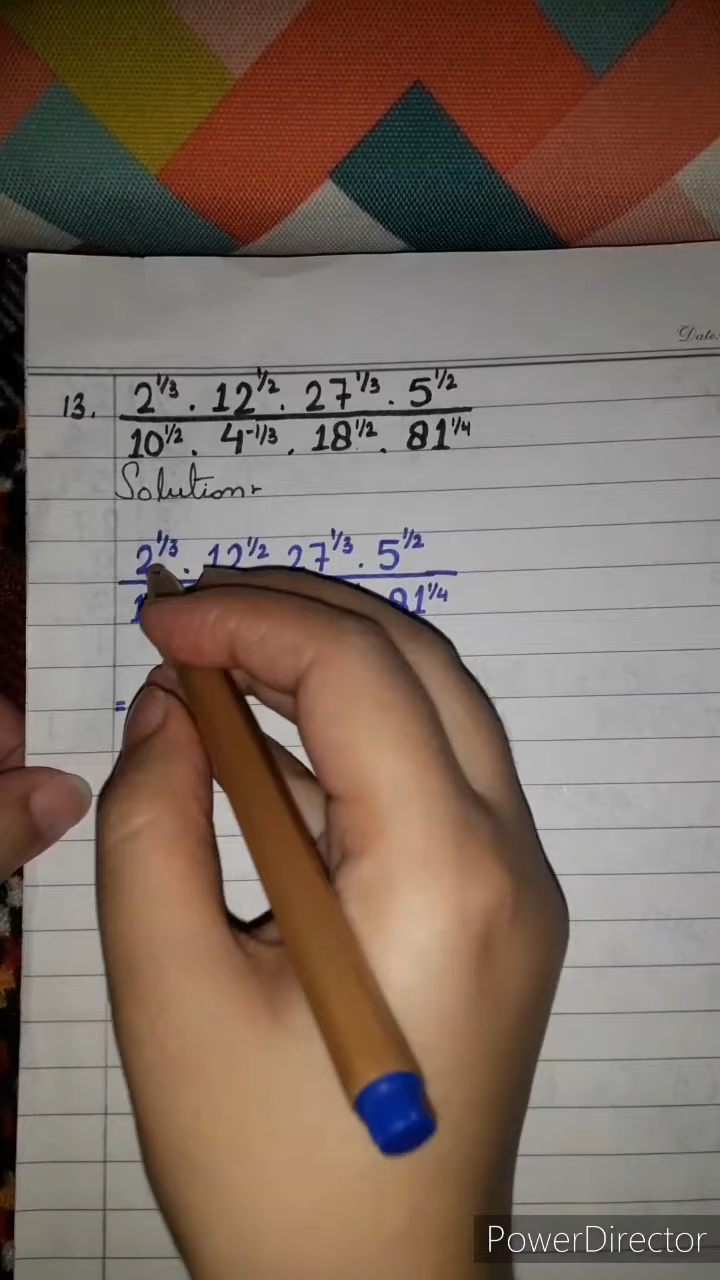 Date:
13. 2^1/3 . 12^1/2 . 27^1/3 . 5^1/2
10^1/2 . 4^-1/3 . 18^1/2 . 81^1/4
Solution:-
2^1/3 . 12^1/2 27^1/3 . 5^1/2
81^1/4
=
PowerDirector